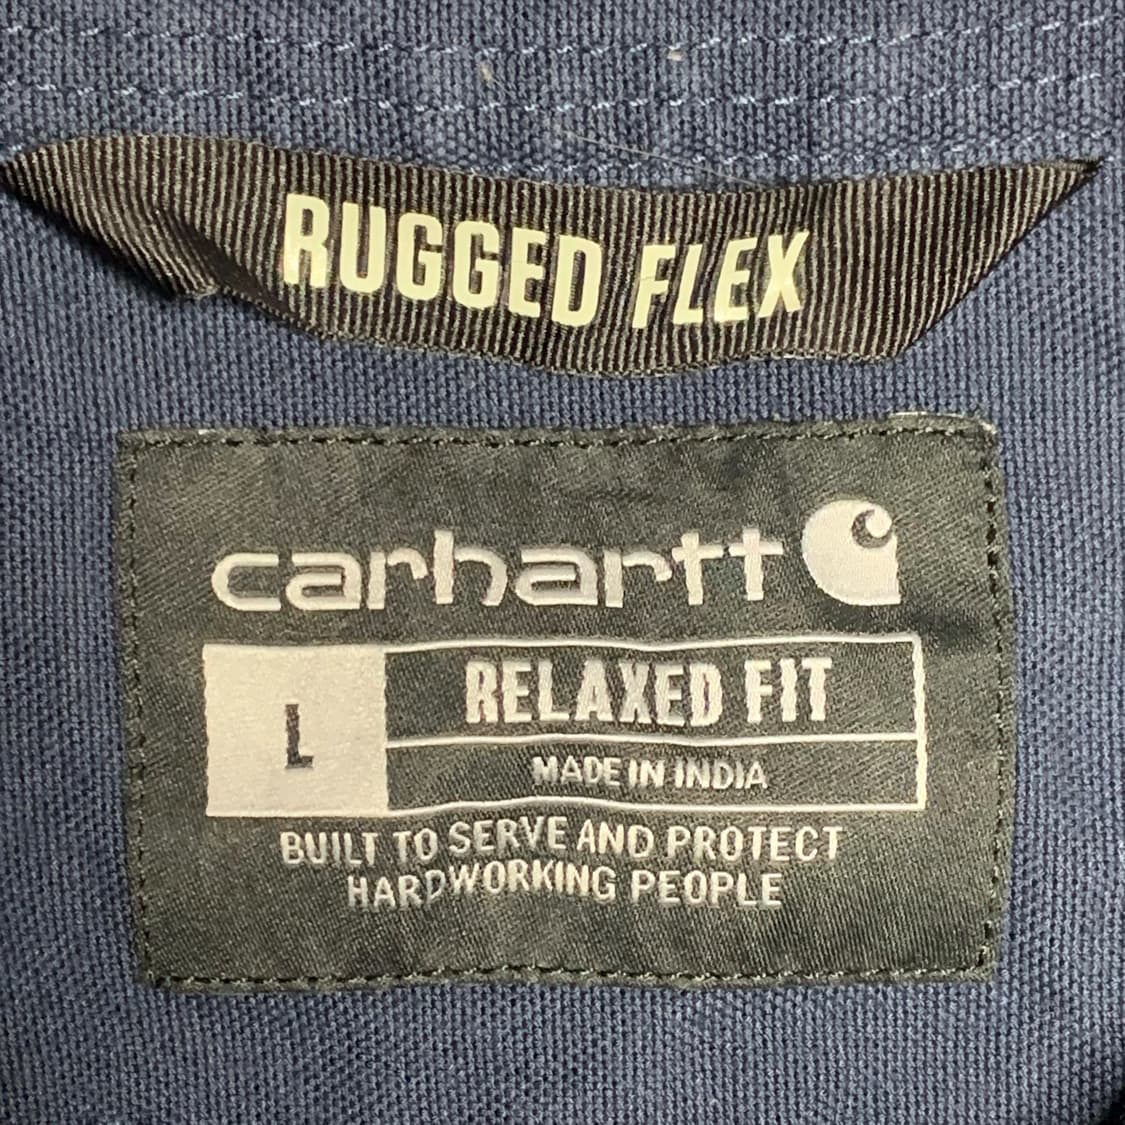 RUGGED FLEX
carhartt
L
RELAXED FIT
MADE IN INDIA
BUILT TO SERVE AND PROTECT
HARDWORKING PEOPLE